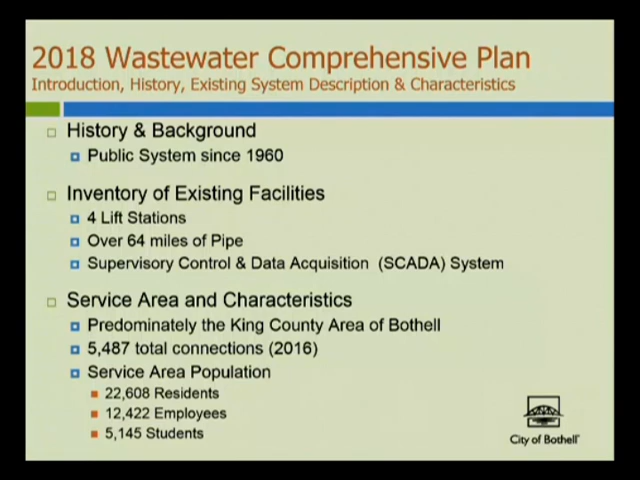 2018 Wastewater Comprehensive Plan
Introduction, History, Existing System Description & Characteristics
History & Background
Public System since 1960
Inventory of Existing Facilities
4 Lift Stations
Over 64 miles of Pipe
Supervisory Control & Data Acquisition (SCADA) System
Service Area and Characteristics
Predominately the King County Area of Bothell
5,487 total connections (2016)
Service Area Population
22,608 Residents
12,422 Employees
5,145 Students
City of Bothell